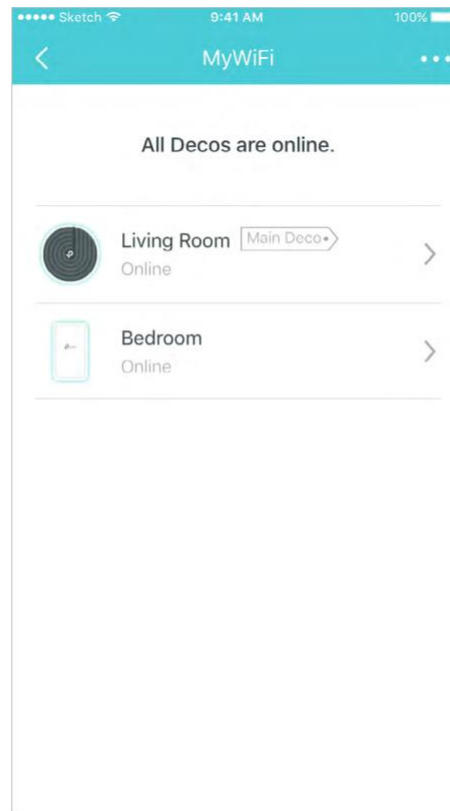 Sketch 9:41 AM 100%
MyWiFi
All Decos are online.
Living Room Main Deco
Online
Bedroom
Online